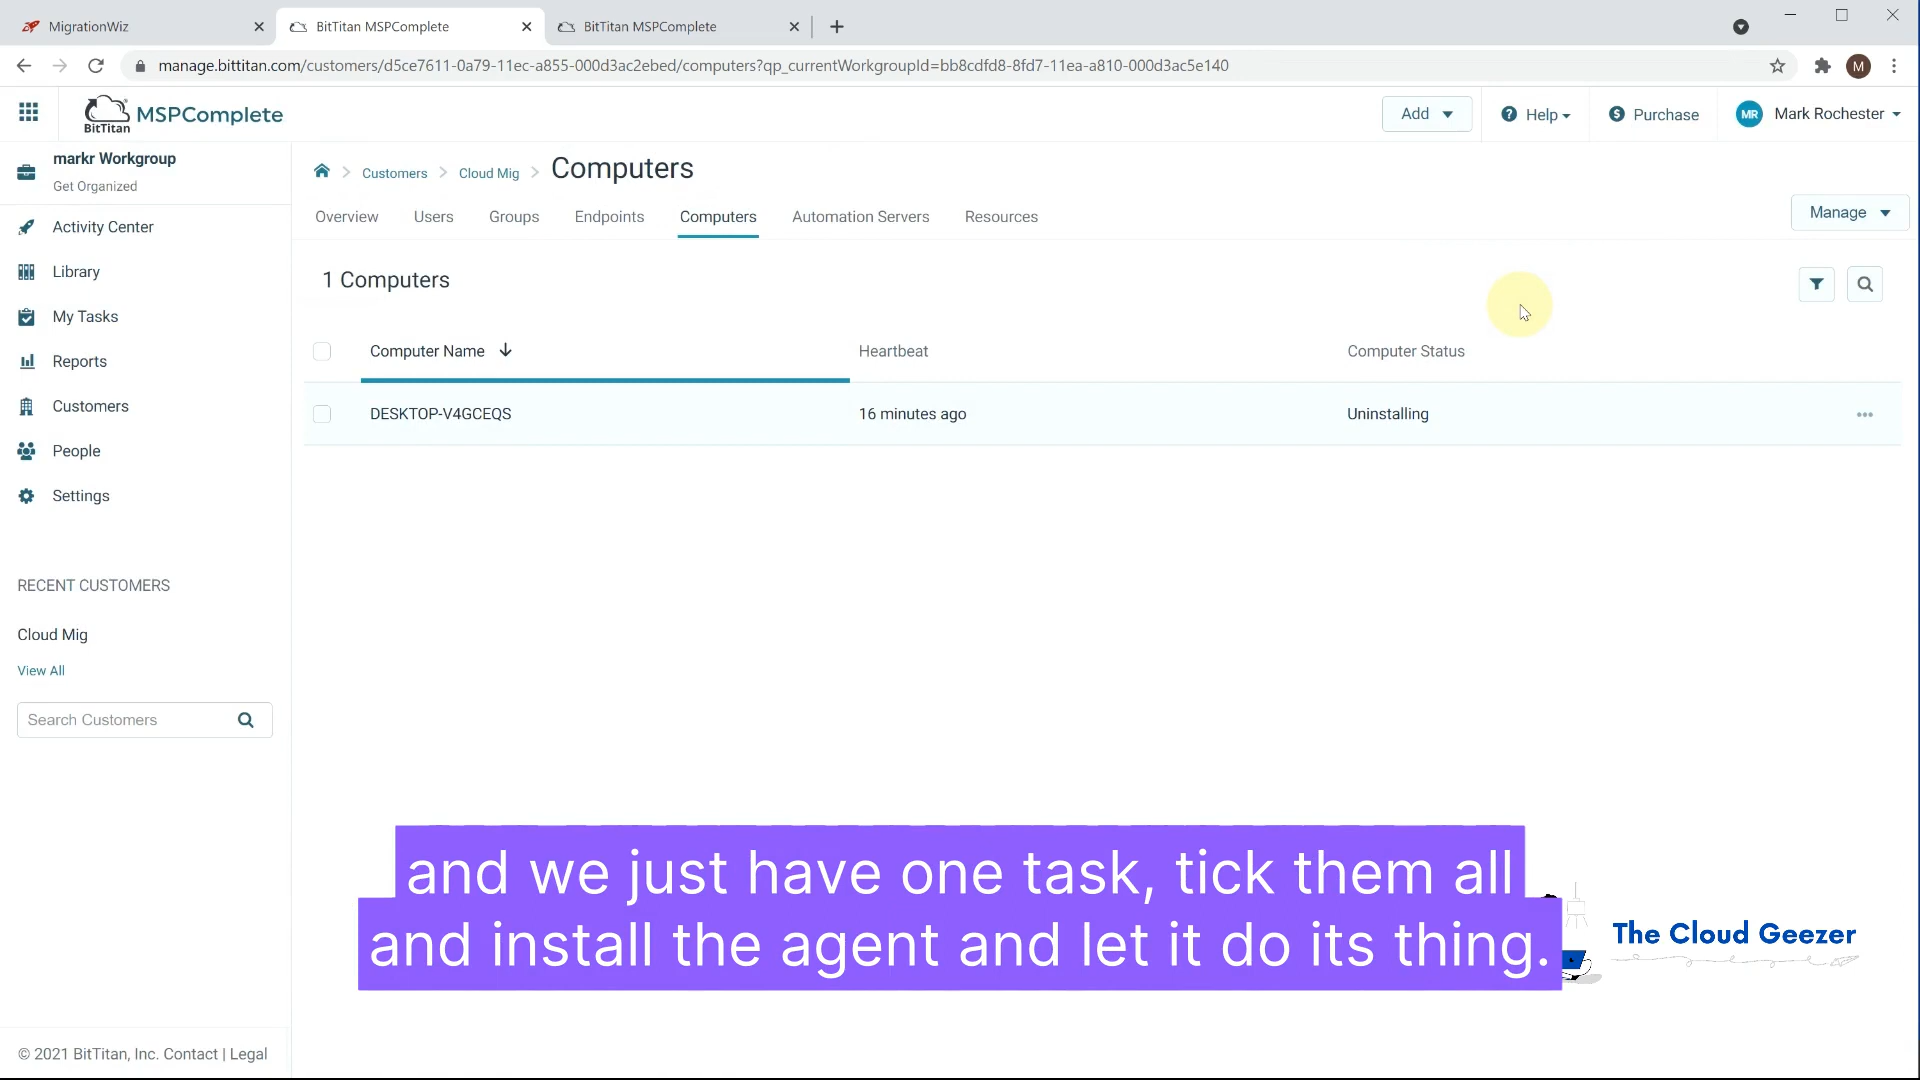 MigrationWiz
BitTitan MSPComplete
BitTitan MSPComplete
manage.bittitan.com/customers/d5ce7611-0a79-11ec-a855-000d3ac2ebed/computers?qp_currentWorkgroupId=bb8cdfd8-8fd7-11ea-a810-000d3ac5e140
M
BitTitan MSPComplete
Add
Help
Purchase
MR Mark Rochester
markr Workgroup
Get Organized
Activity Center
Library
My Tasks
Reports
Customers
People
Settings
RECENT CUSTOMERS
Cloud Mig
View All
Search Customers
© 2021 BitTitan, Inc. Contact | Legal
Customers > Cloud Mig > Computers
Overview Users Groups Endpoints Computers Automation Servers Resources
Manage
1 Computers
Computer Name Heartbeat Computer Status
DESKTOP-V4GCEQS 16 minutes ago Uninstalling
and we just have one task, tick them all
and install the agent and let it do its thing.
The Cloud Geezer